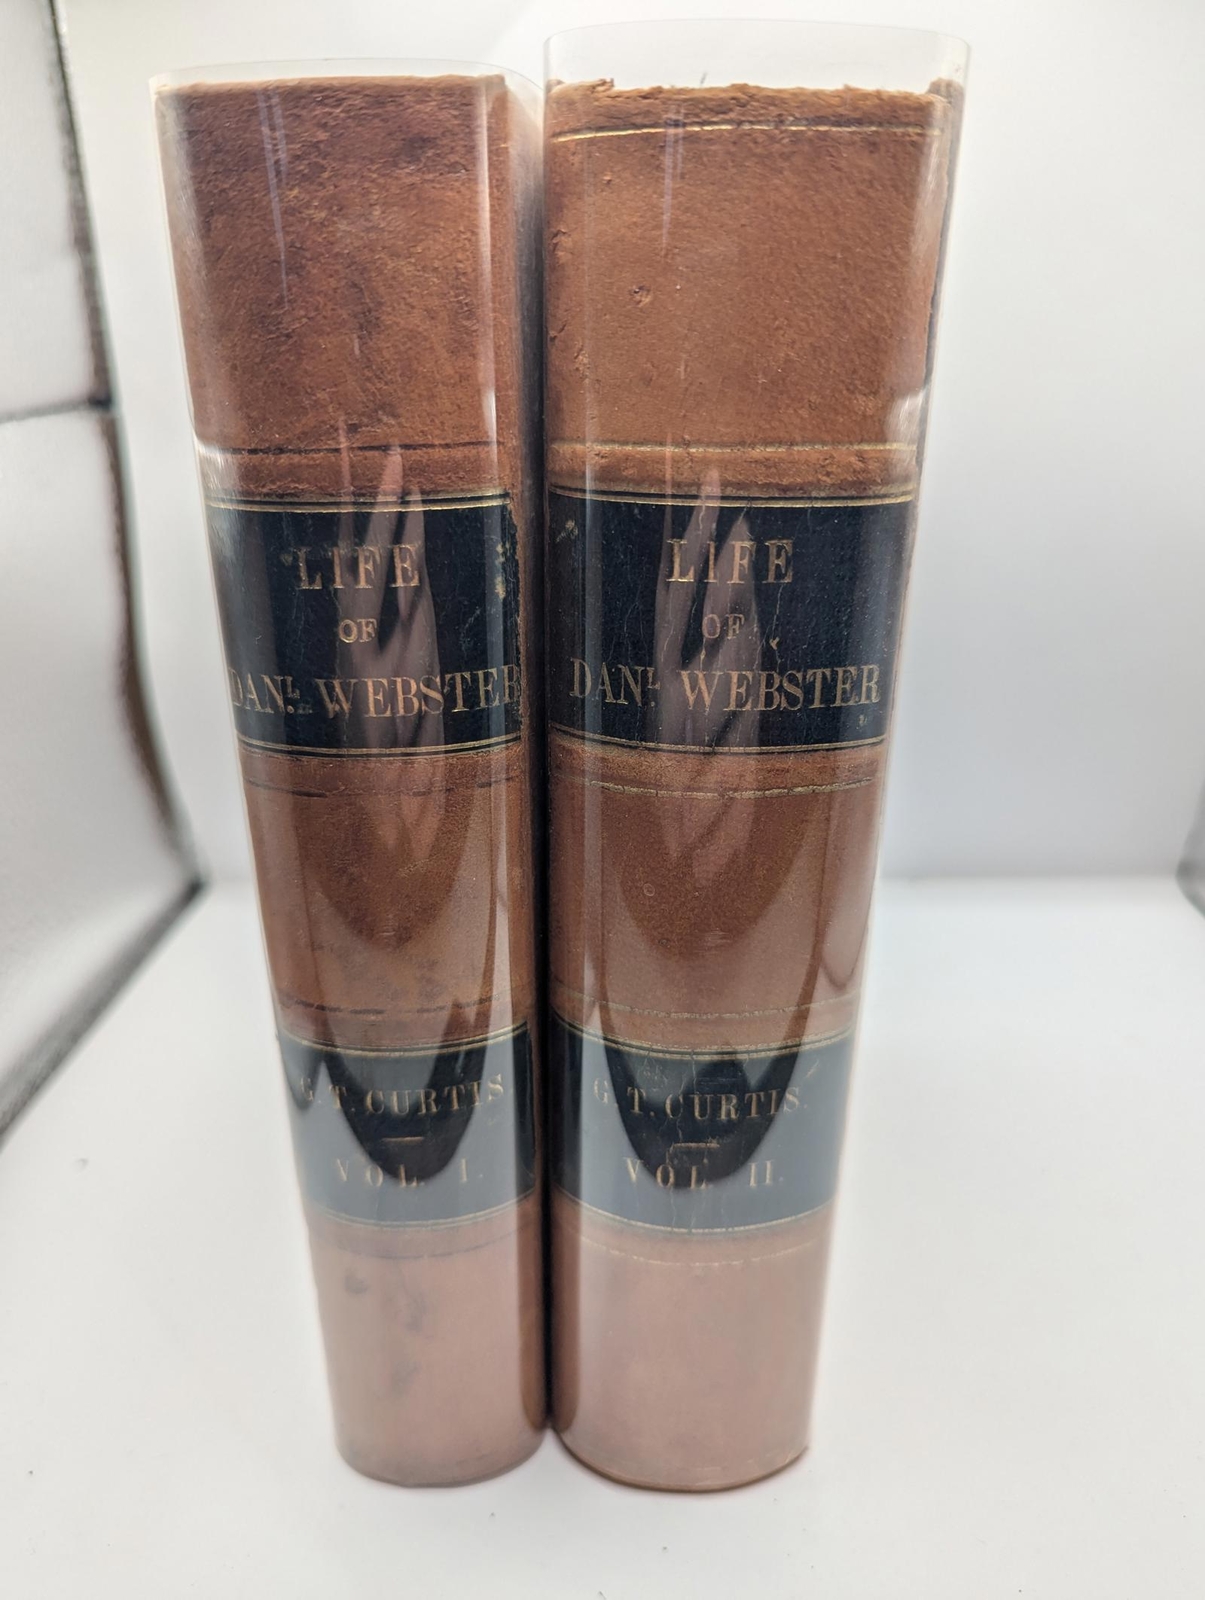 LIFE
OF
DANL. WEBSTER
G. T. CURTIS
VOL. I.
LIFE
OF
DANL. WEBSTER
G. T. CURTIS.
VOL. II.